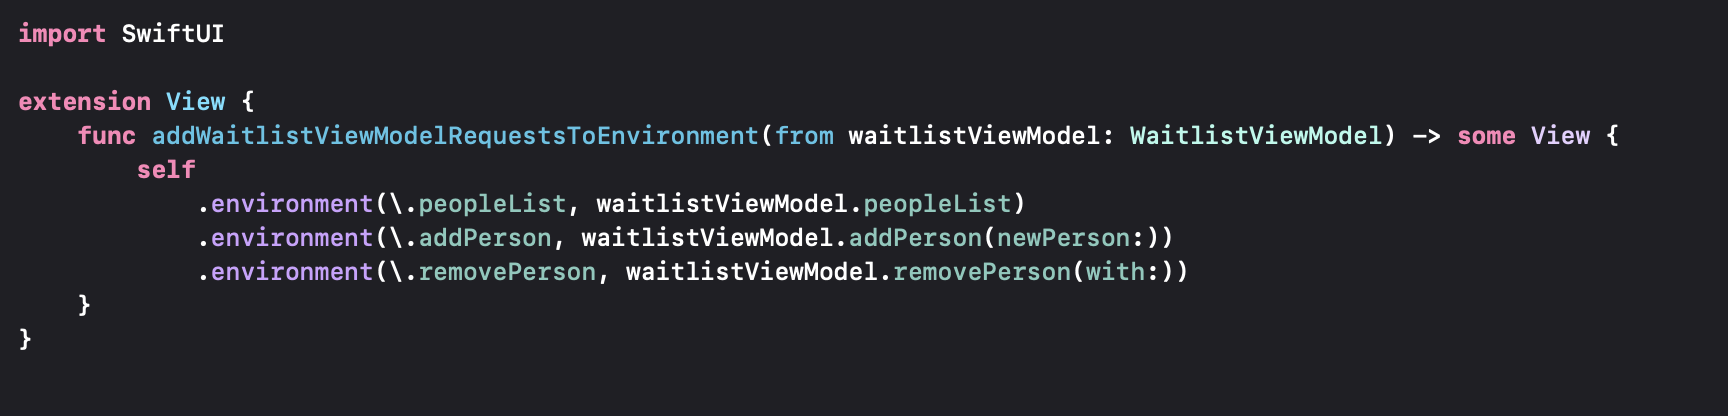 import SwiftUI
extension View {
func addWaitlistViewModelRequestsToEnvironment(from waitlistViewModel: WaitlistViewModel) -> some View {
self
.environment(\.peopleList, waitlistViewModel.peopleList)
.environment(\.addPerson, waitlistViewModel.addPerson(newPerson:))
.environment(\.removePerson, waitlistViewModel.removePerson(with:))
}
}